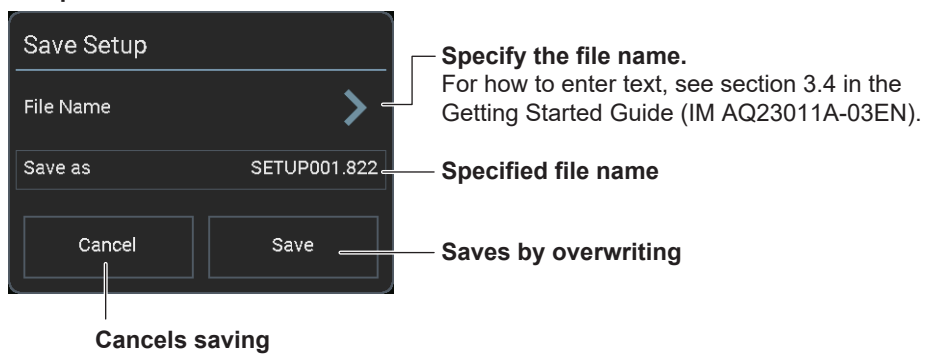 Save Setup
Specify the file name.
For how to enter text, see section 3.4 in the
File Name
Getting Started Guide (IM AQ23011A-03EN).
Save as
SETUP001.822
Specified file name
Cancel
Save
Saves by overwriting
Cancels saving